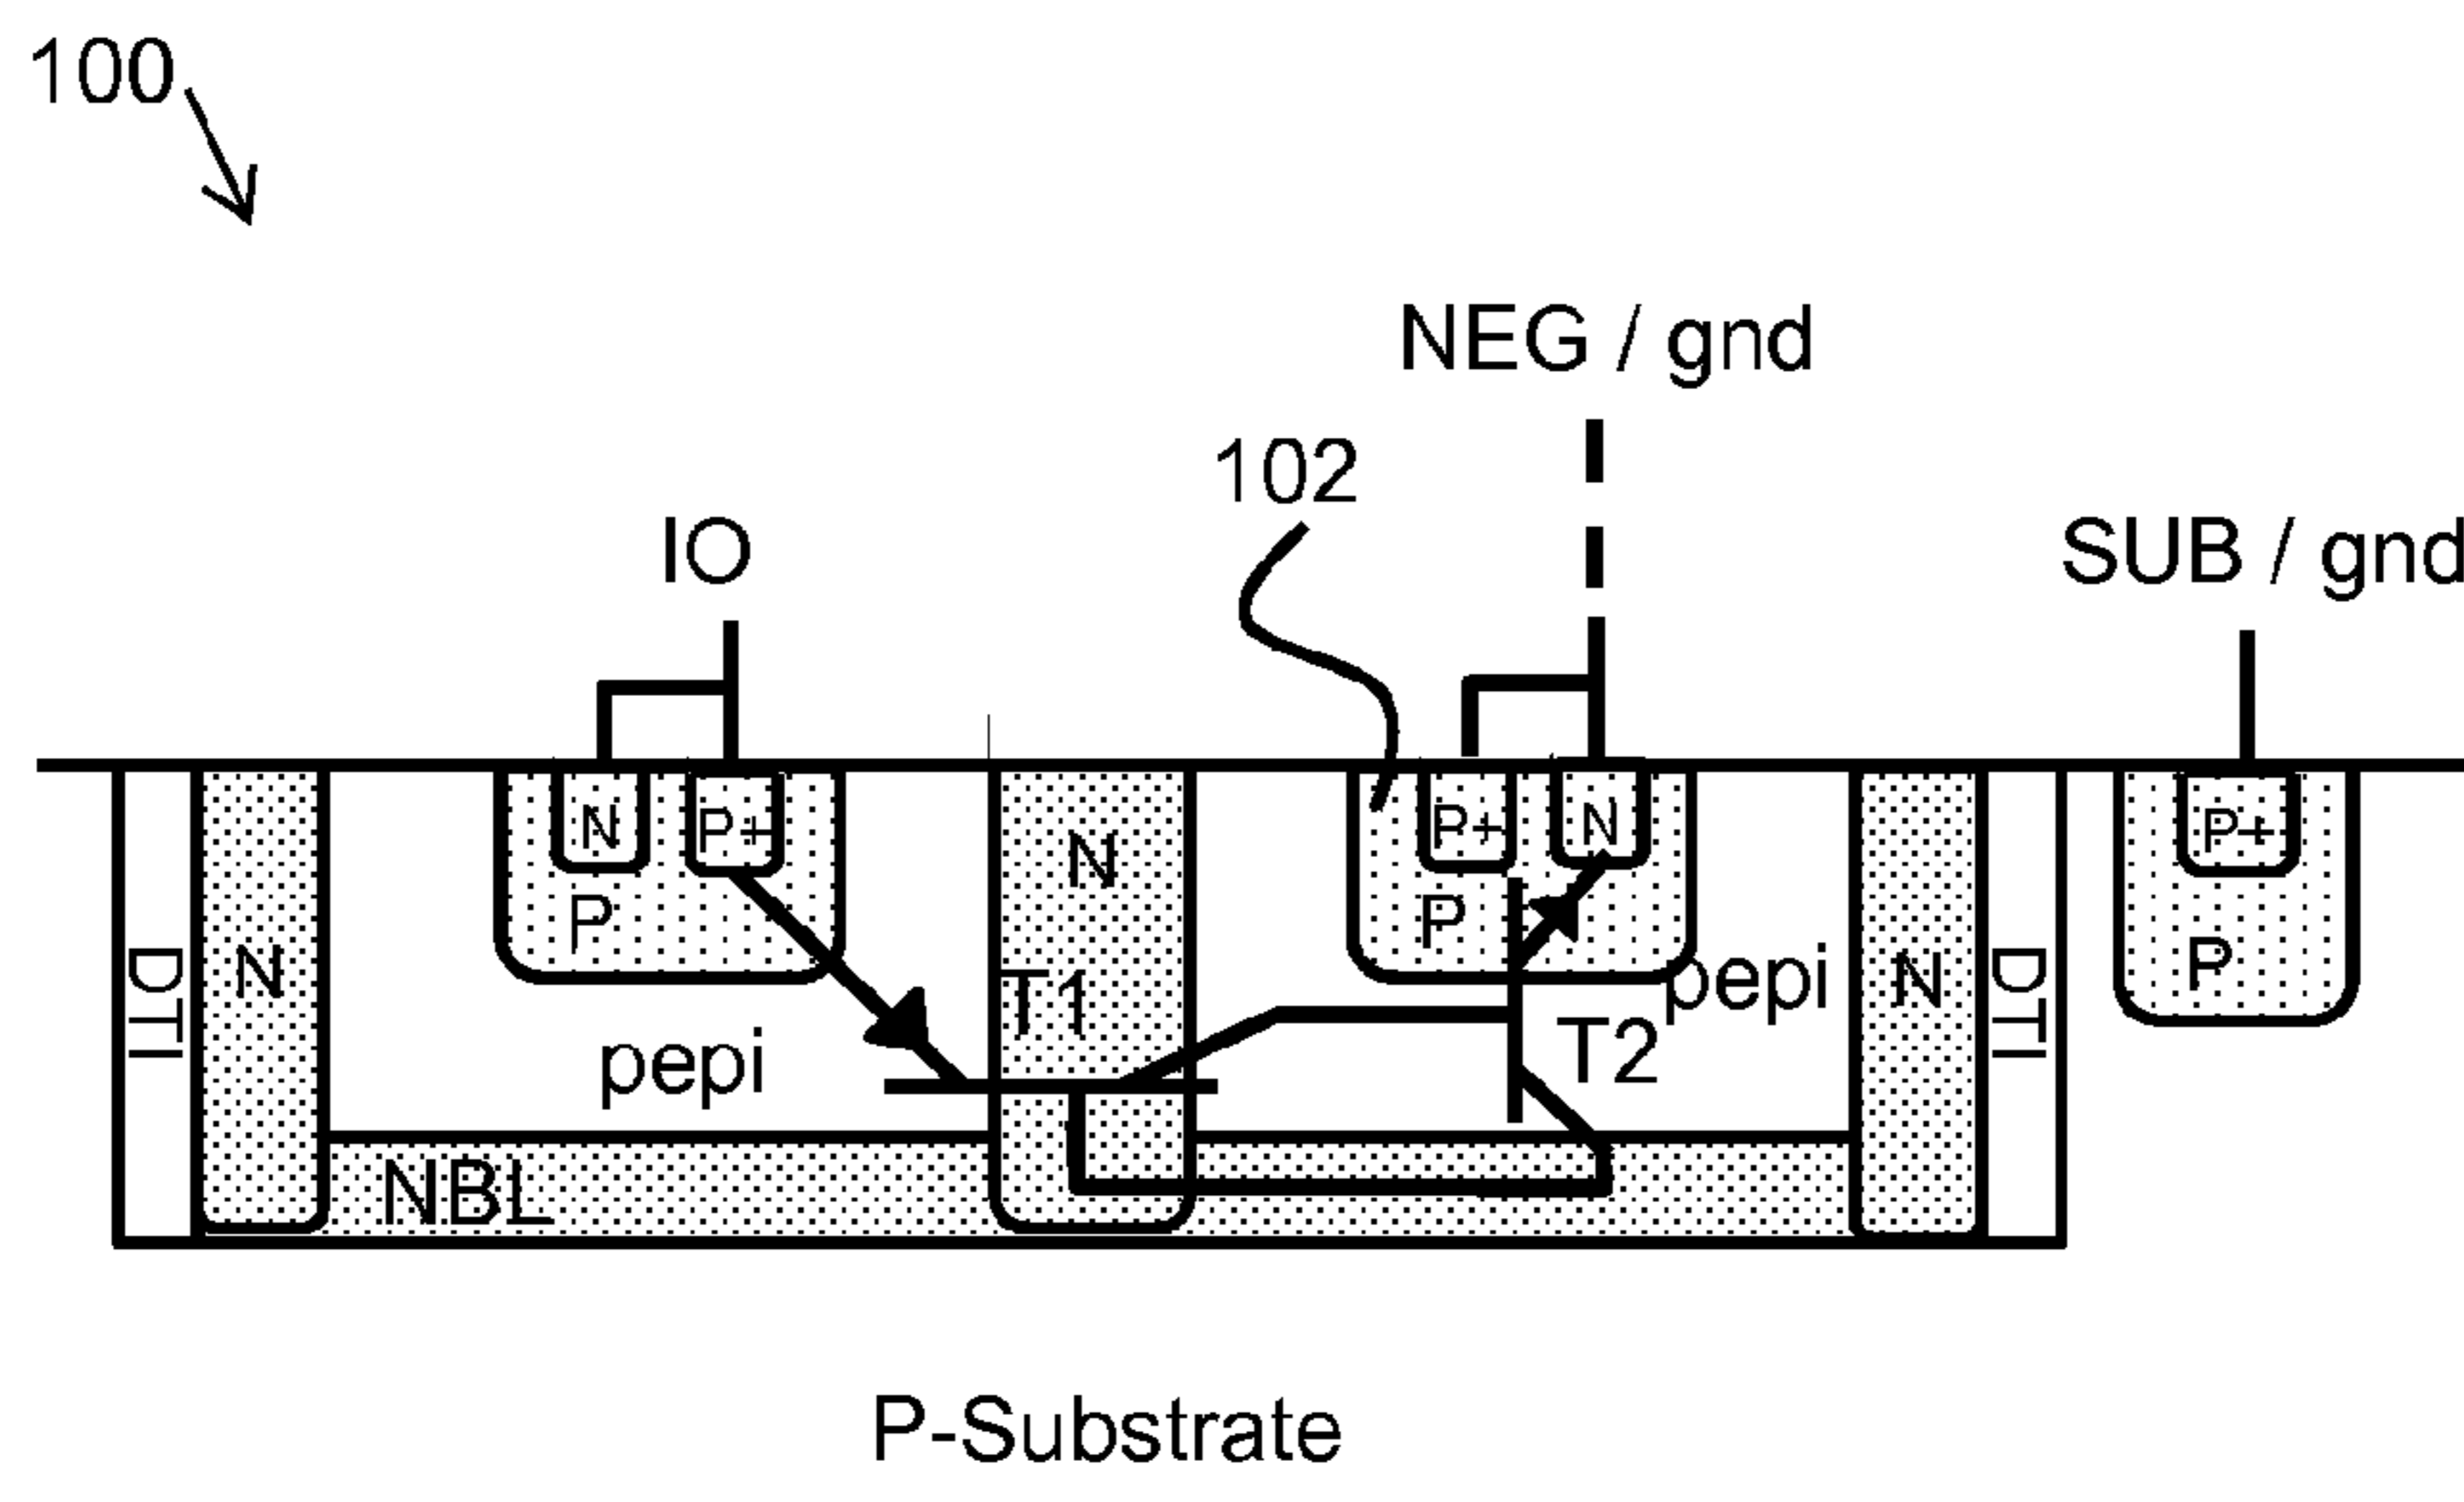 100
NEG / gnd
102
IO
SUB / gnd
N
P+
N
P+
N
P+
P
P
P
DTI
N
T1
pepi
N
DTI
pepi
T2
NBL
P-Substrate